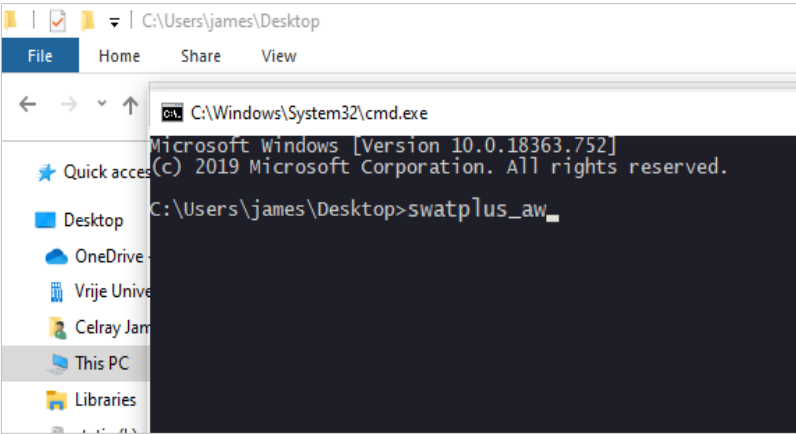 C:\Users\james\Desktop
File Home Share View
C:\Windows\System32\cmd.exe
Microsoft Windows [Version 10.0.18363.752]
(c) 2019 Microsoft Corporation. All rights reserved.
C:\Users\james\Desktop>swatplus_aw
Quick acces
Desktop
OneDrive -
Vrije Unive
Celray Jam
This PC
Libraries